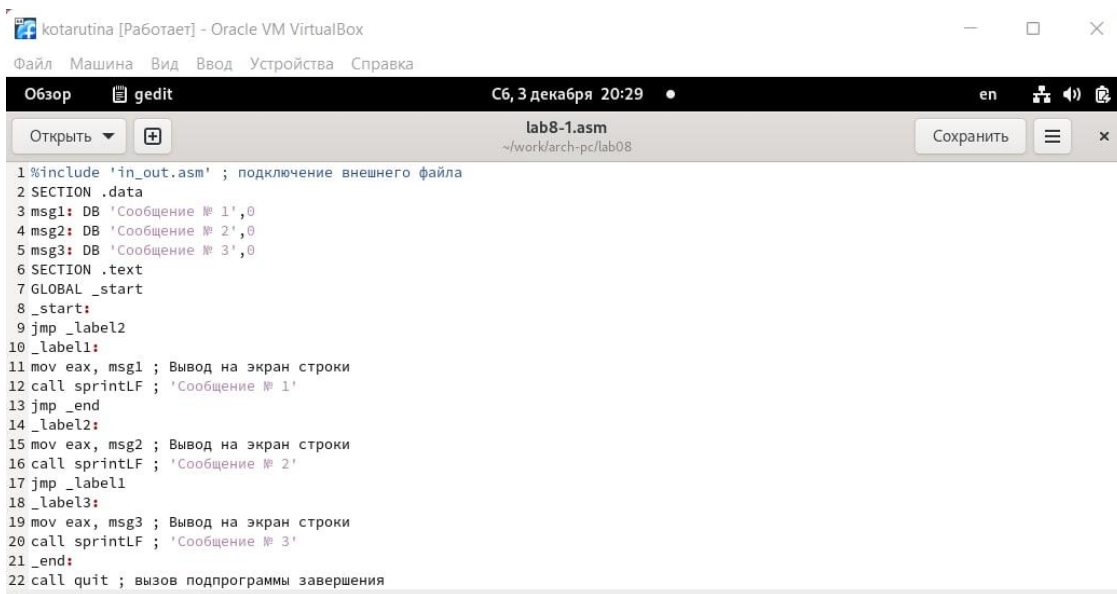 kotarutina [Работает] - Oracle VM VirtualBox
Файл Машина Вид Ввод Устройства Справка
Обзор gedit Сб, 3 декабря 20:29 en
Открыть lab8-1.asm Сохранить
~/work/arch-pc/lab08
1 %include 'in_out.asm' ; подключение внешнего файла
2 SECTION .data
3 msg1: DB 'Сообщение № 1',0
4 msg2: DB 'Сообщение № 2',0
5 msg3: DB 'Сообщение № 3',0
6 SECTION .text
7 GLOBAL _start
8 _start:
9 jmp _label2
10 _label1:
11 mov eax, msg1 ; Вывод на экран строки
12 call sprintLF ; 'Сообщение № 1'
13 jmp _end
14 _label2:
15 mov eax, msg2 ; Вывод на экран строки
16 call sprintLF ; 'Сообщение № 2'
17 jmp _label1
18 _label3:
19 mov eax, msg3 ; Вывод на экран строки
20 call sprintLF ; 'Сообщение № 3'
21 _end:
22 call quit ; вызов подпрограммы завершения